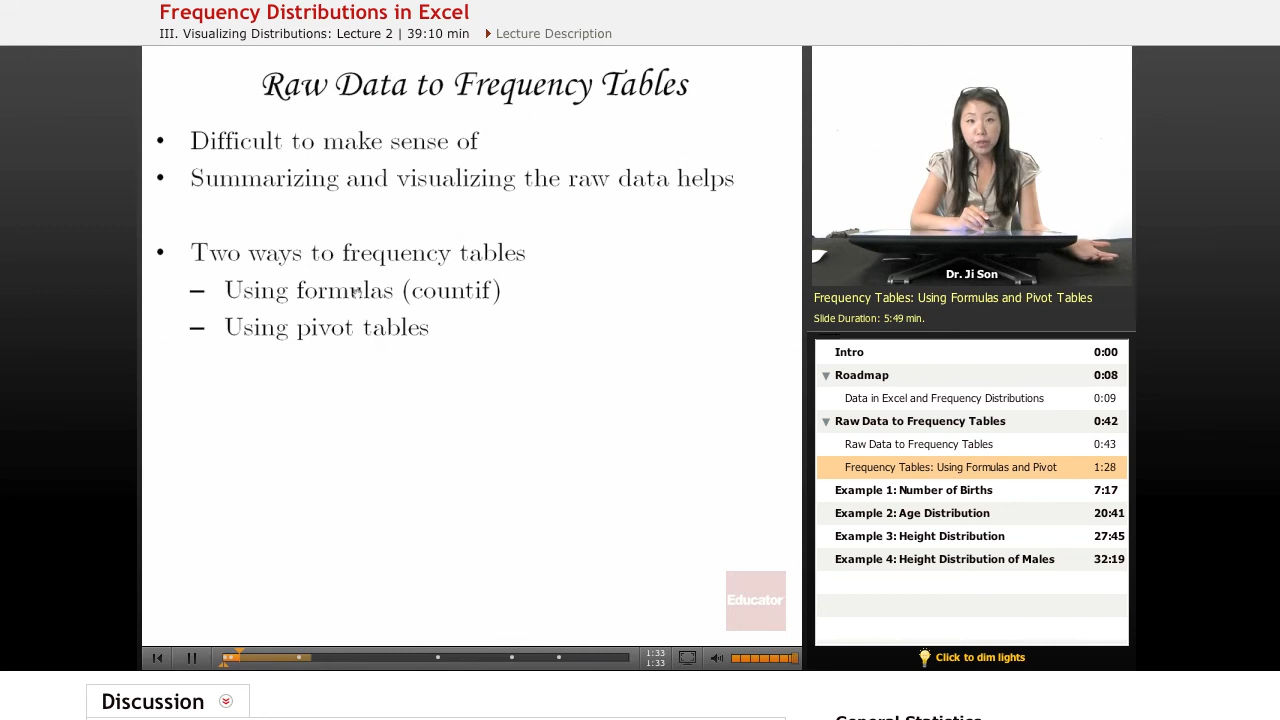 Frequency Distributions in Excel
III. Visualizing Distributions: Lecture 2 | 39:10 min
Lecture Description
Raw Data to Frequency Tables
• Difficult to make sense of
• Summarizing and visualizing the raw data helps
• Two ways to frequency tables
– Using formulas (countif)
– Using pivot tables
Educator
1:33
1:33
Dr. Ji Son
Frequency Tables: Using Formulas and Pivot Tables
Slide Duration: 5:49 min.
Intro 0:00
Roadmap 0:08
Data in Excel and Frequency Distributions 0:09
Raw Data to Frequency Tables 0:42
Raw Data to Frequency Tables 0:43
Frequency Tables: Using Formulas and Pivot 1:28
Example 1: Number of Births 7:17
Example 2: Age Distribution 20:41
Example 3: Height Distribution 27:45
Example 4: Height Distribution of Males 32:19
Click to dim lights
Discussion
General Statistics